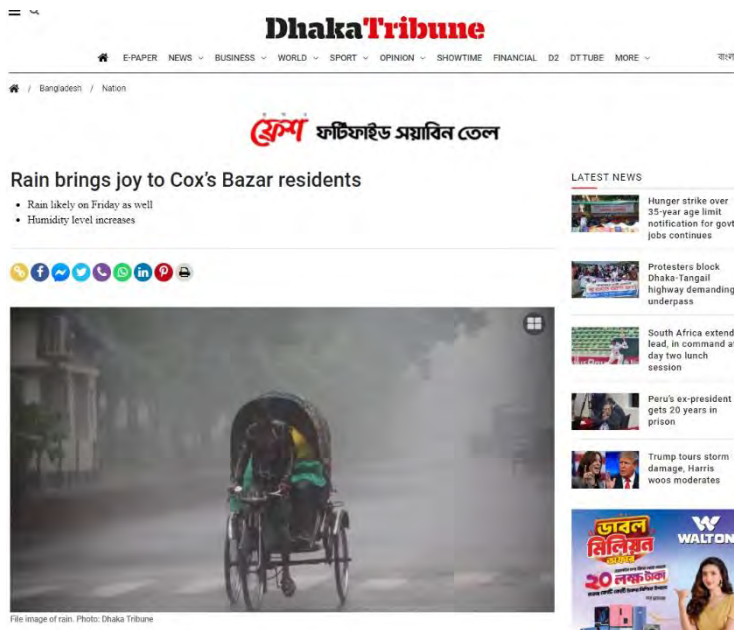 DhakaTribune
E-PAPER NEWS BUSINESS WORLD SPORT OPINION SHOWTIME FINANCIAL D2 DT TUBE MORE
/ Bangladesh / Nation
ফ্রেশ ফর্টিফাইড সয়াবিন তেল
Rain brings joy to Cox's Bazar residents
• Rain likely on Friday as well
• Humidity level increases
File image of rain. Photo: Dhaka Tribune
LATEST NEWS
Hunger strike over
35-year age limit
notification for govt
jobs continues
Protesters block
Dhaka-Tangail
highway demanding
underpass
South Africa extend
lead, in command at
day two lunch
session
Peru's ex-president
gets 20 years in
prison
Trump tours storm
damage, Harris
woos moderates
ডাবল
মিলিয়ন
অফার
২০ লক্ষ টাকা
WALTON